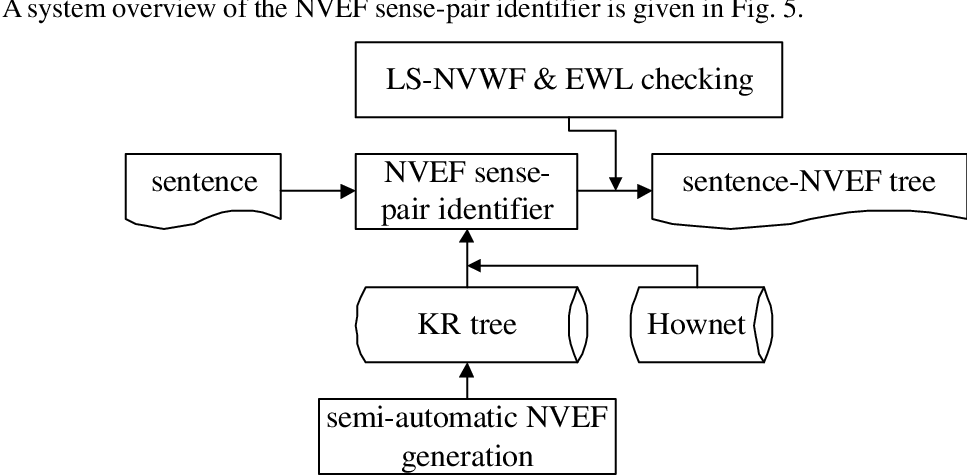 A system overview of the NVEF sense-pair identifier is given in Fig. 5.
LS-NVWF & EWL checking
sentence
NVEF sense-
pair identifier
sentence-NVEF tree
KR tree
Hownet
semi-automatic NVEF
generation